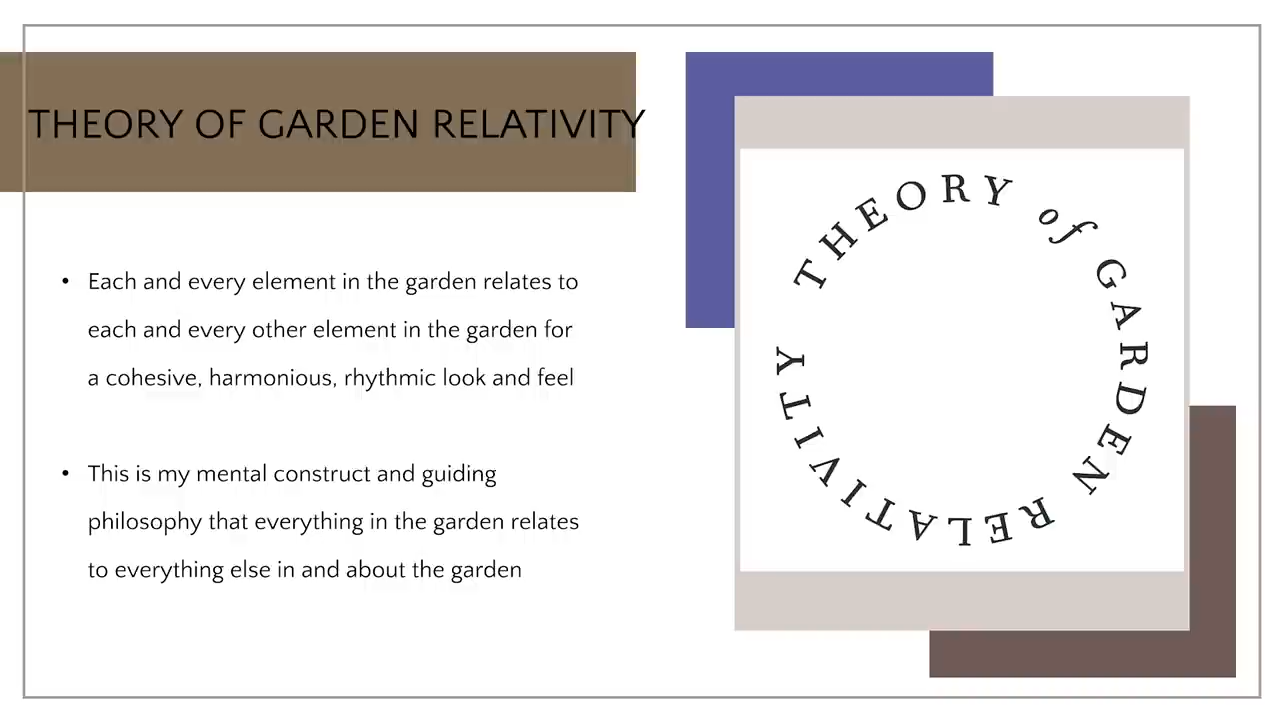 THEORY OF GARDEN RELATIVITY
• Each and every element in the garden relates to
each and every other element in the garden for
a cohesive, harmonious, rhythmic look and feel
• This is my mental construct and guiding
philosophy that everything in the garden relates
to everything else in and about the garden
THEORY of GARDEN RELATIVITY